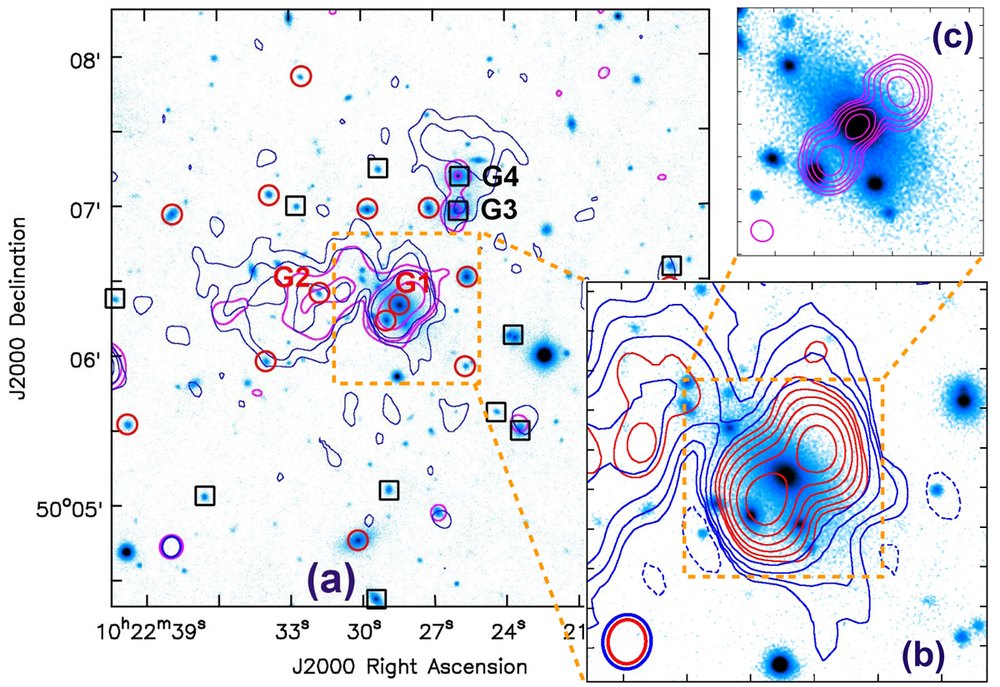 08'
(c)
G4
07'
G3
G2
G1
J2000 Declination
06'
50°05'
(a)
(b)
10ʰ22ᵐ39ˢ 33ˢ 30ˢ 27ˢ 24ˢ 21
J2000 Right Ascension